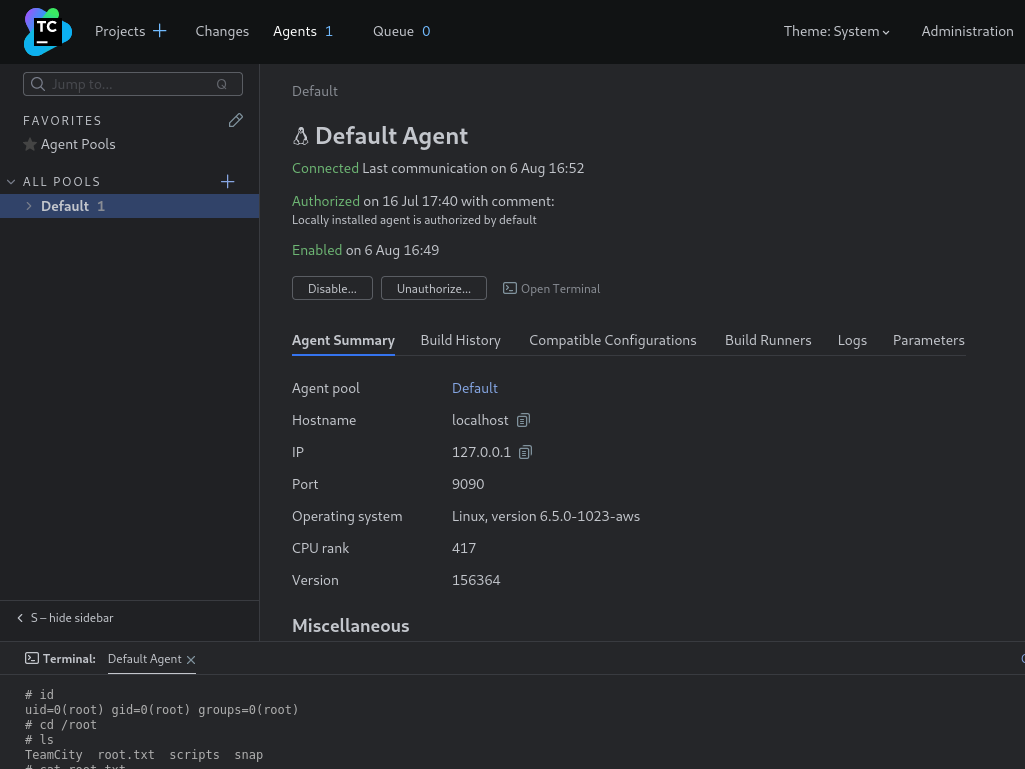 TC
Projects
Changes
Agents 1
Queue 0
Theme: System
Administration
Jump to... Q
FAVORITES
Agent Pools
ALL POOLS
Default 1
S – hide sidebar
Default
Default Agent
Connected Last communication on 6 Aug 16:52
Authorized on 16 Jul 17:40 with comment:
Locally installed agent is authorized by default
Enabled on 6 Aug 16:49
Disable... Unauthorize... Open Terminal
Agent Summary Build History Compatible Configurations Build Runners Logs Parameters
Agent pool Default
Hostname localhost
IP 127.0.0.1
Port 9090
Operating system Linux, version 6.5.0-1023-aws
CPU rank 417
Version 156364
Miscellaneous
Terminal: Default Agent
# id
uid=0(root) gid=0(root) groups=0(root)
# cd /root
# ls
TeamCity root.txt scripts snap
# cat root.txt